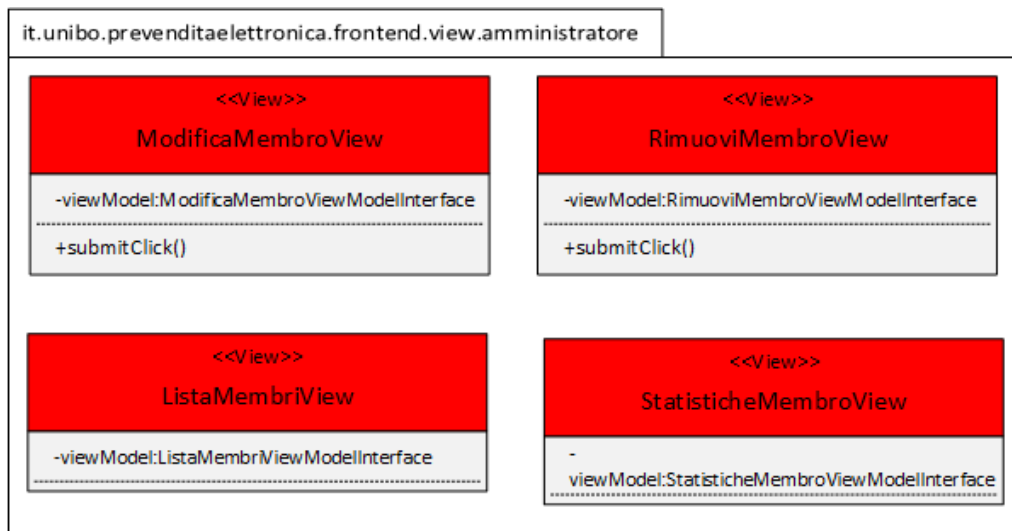 it.unibo.prevenditaelettronica.frontend.view.amministratore
<<View>>
ModificaMembroView
-viewModel:ModificaMembroViewModelInterface
+submitClick()
<<View>>
RimuoviMembroView
-viewModel:RimuoviMembroViewModelInterface
+submitClick()
<<View>>
ListaMembriView
-viewModel:ListaMembriViewModelInterface
<<View>>
StatisticheMembroView
-
viewModel:StatisticheMembroViewModelInterface